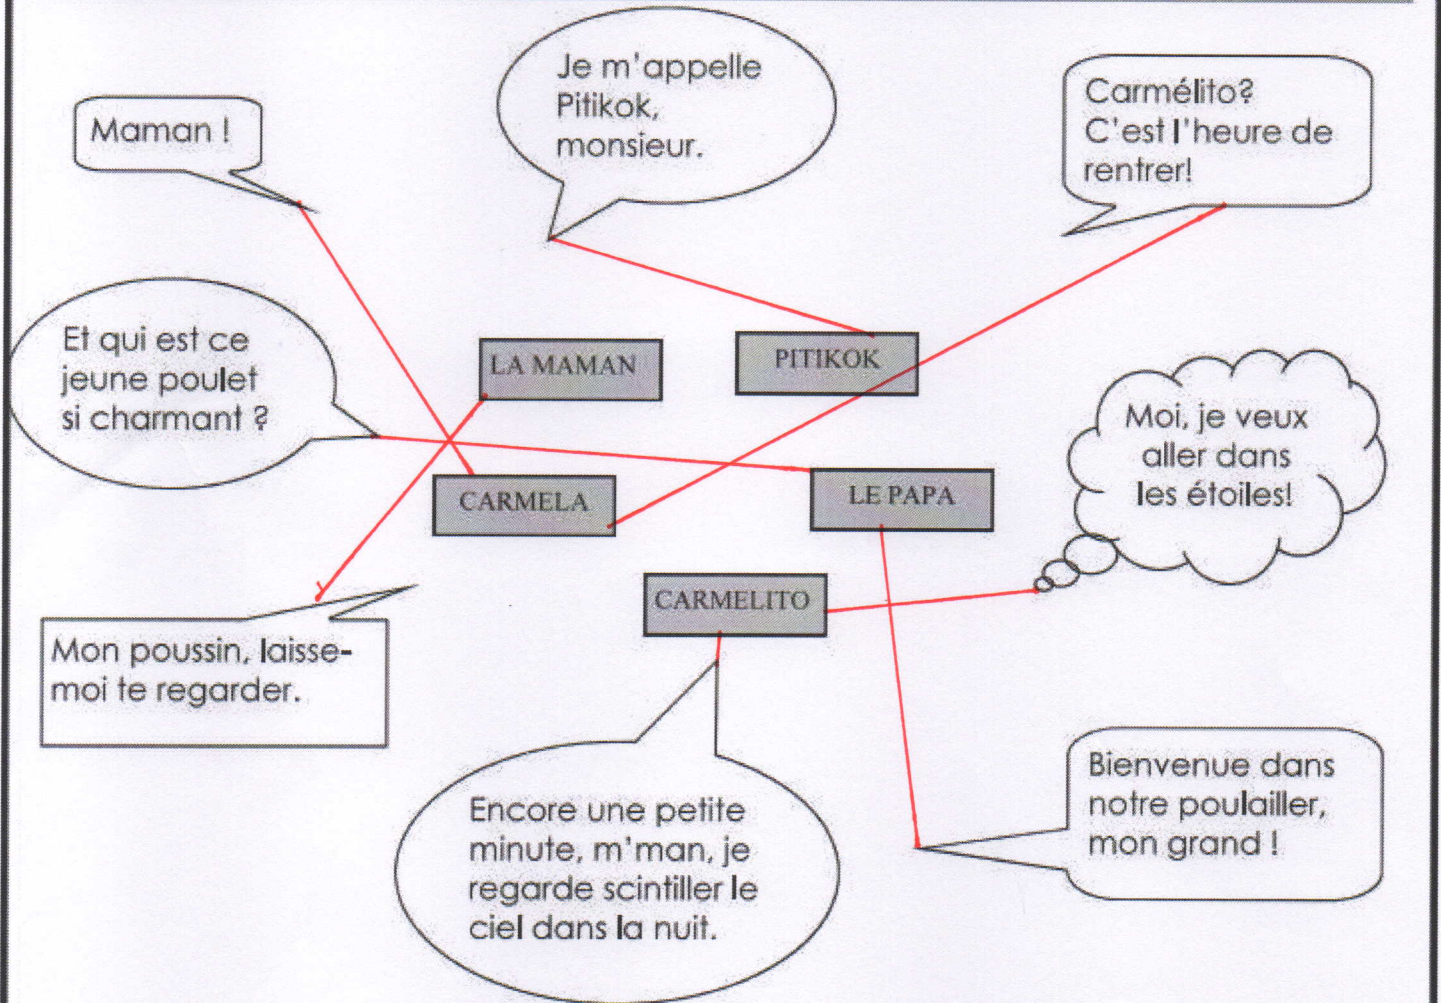 Maman !
Je m'appelle
Pitikok,
monsieur.
Carmélito?
C'est l'heure de
rentrer!
Et qui est ce
jeune poulet
si charmant ?
LA MAMAN
PITIKOK
Moi, je veux
aller dans
les étoiles!
CARMELA
LE PAPA
CARMELITO
Mon poussin, laisse-
moi te regarder.
Encore une petite
minute, m'man, je
regarde scintiller le
ciel dans la nuit.
Bienvenue dans
notre poulailler,
mon grand !